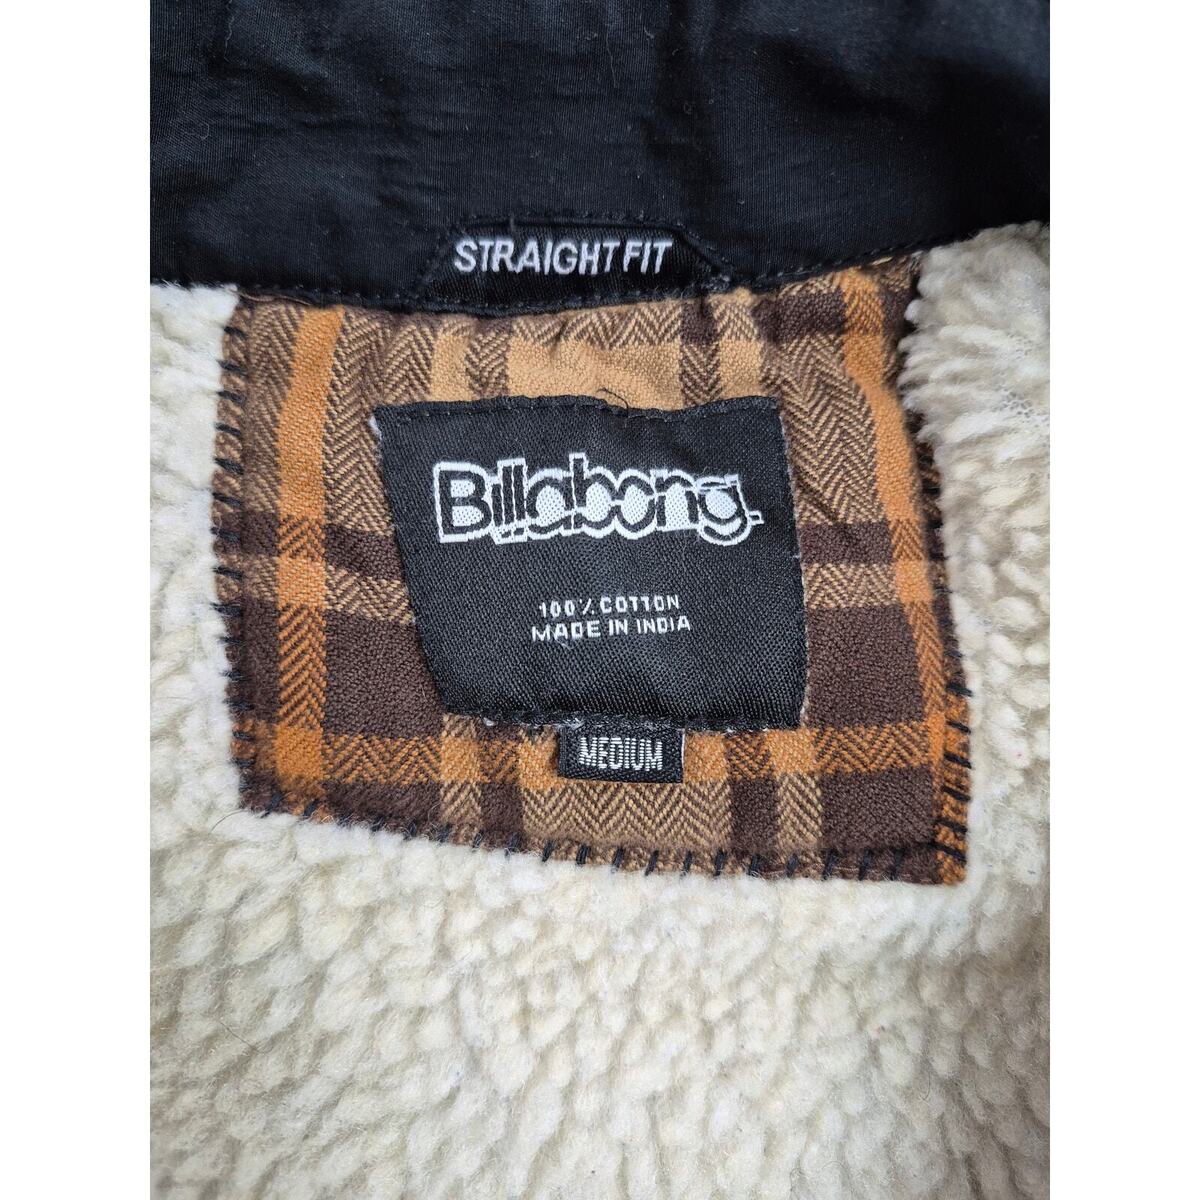 STRAIGHT FIT
Billabong
100% COTTON
MADE IN INDIA
MEDIUM